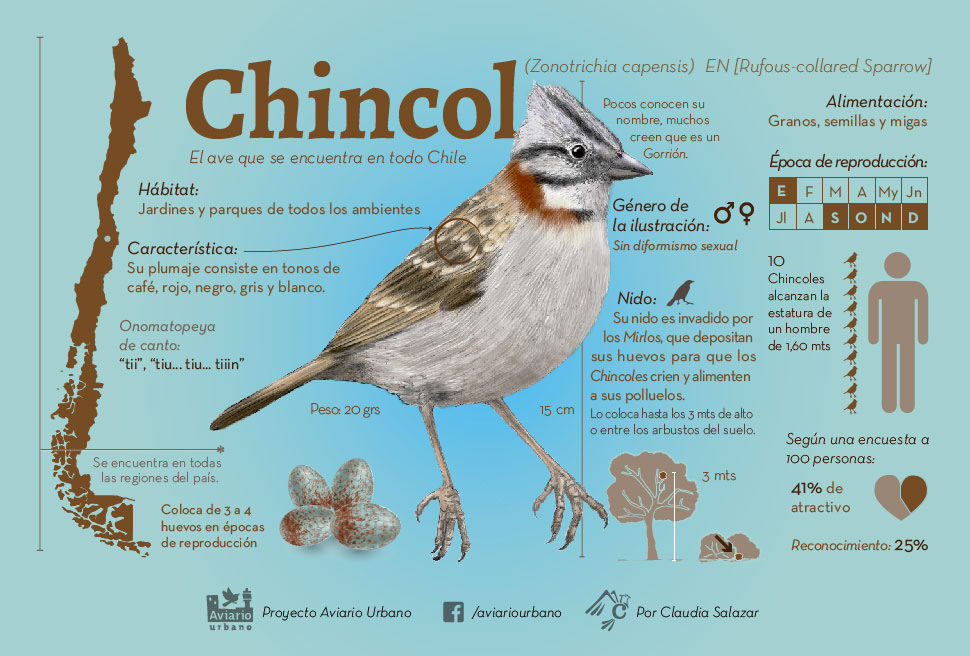 Chincol
(Zonotrichia capensis) EN [Rufous-collared Sparrow]
El ave que se encuentra en todo Chile
Pocos conocen su
nombre, muchos
creen que es un
Gorrión.
Alimentación:
Granos, semillas y migas
Época de reproducción:
E F M A My Jn
Jl A S O N D
Hábitat:
Jardines y parques de todos los ambientes
Género de
la ilustración: ♂♀
Sin diformismo sexual
Característica:
Su plumaje consiste en tonos de
café, rojo, negro, gris y blanco.
10
Chincoles
alcanzan la
estatura de
un hombre
de 1,60 mts
Onomatopeya
de canto:
“tii”, “tiu... tiu... tiiin”
Nido:
Su nido es invadido por
los Mirlos, que depositan
sus huevos para que los
Chincoles crien y alimenten
a sus polluelos.
Lo coloca hasta los 3 mts de alto
o entre los arbustos del suelo.
Peso: 20 grs
15 cm
Se encuentra en todas
las regiones del país.
*
Coloca de 3 a 4
huevos en épocas
de reproducción
3 mts
Según una encuesta a
100 personas:
41% de
atractivo
Reconocimiento: 25%
Aviario
urbano
Proyecto Aviario Urbano
f /aviariourbano
C
Por Claudia Salazar